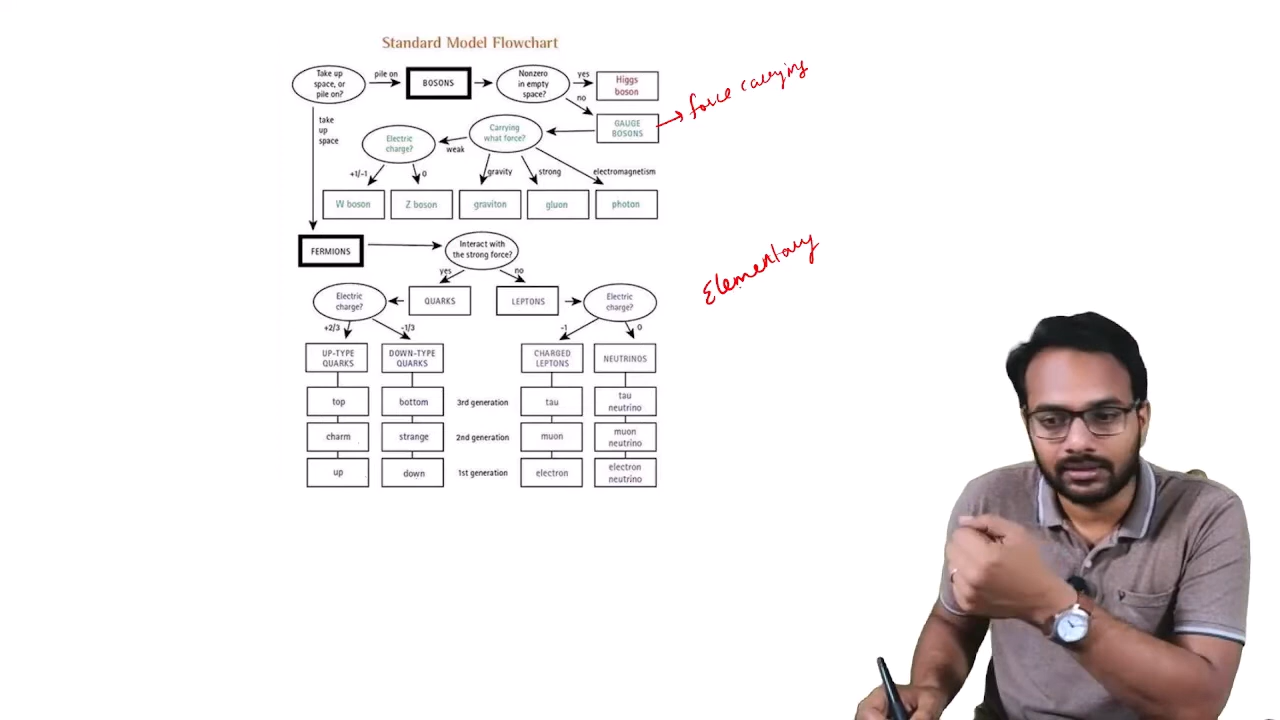 Standard Model Flowchart
Take up
space, or
pile on?
pile on
BOSONS
Nonzero
in empty
space?
yes
Higgs
boson
no
GAUGE
BOSONS
force carrying
take
up
space
Carrying
what force?
Electric
charge?
weak
+1/-1
0
gravity
strong
electromagnetism
W boson
Z boson
graviton
gluon
photon
FERMIONS
Interact with
the strong force?
Elementary
yes
no
Electric
charge?
QUARKS
LEPTONS
Electric
charge?
+2/3
-1/3
-1
0
UP-TYPE
QUARKS
DOWN-TYPE
QUARKS
CHARGED
LEPTONS
NEUTRINOS
top
bottom
3rd generation
tau
tau
neutrino
charm
strange
2nd generation
muon
muon
neutrino
up
down
1st generation
electron
electron
neutrino